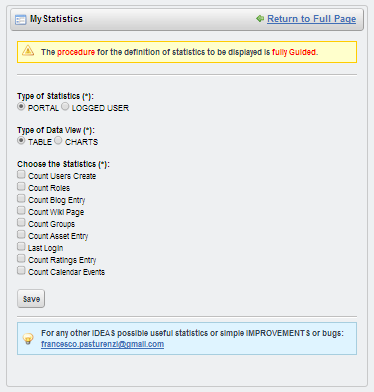 My Statistics
Return to Full Page
The procedure for the definition of statistics to be displayed is fully Guided.
Type of Statistics (*):
PORTAL LOGGED USER
Type of Data View (*):
TABLE CHARTS
Choose the Statistics (*):
Count Users Create
Count Roles
Count Blog Entry
Count Wiki Page
Count Groups
Count Asset Entry
Last Login
Count Ratings Entry
Count Calendar Events
Save
For any other IDEAS possible useful statistics or simple IMPROVEMENTS or bugs:
francesco.pasturenzi@gmail.com